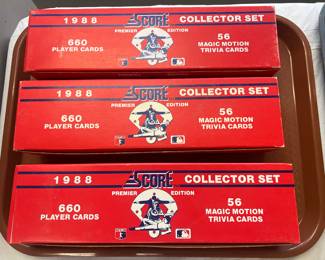 1988 SCORE COLLECTOR SET
660 PREMIER EDITION 56
PLAYER CARDS MAGIC MOTION
TRIVIA CARDS
1988 SCORE COLLECTOR SET
660 PREMIER EDITION 56
PLAYER CARDS MAGIC MOTION
TRIVIA CARDS
1988 SCORE COLLECTOR SET
660 PREMIER EDITION 56
PLAYER CARDS MAGIC MOTION
TRIVIA CARDS